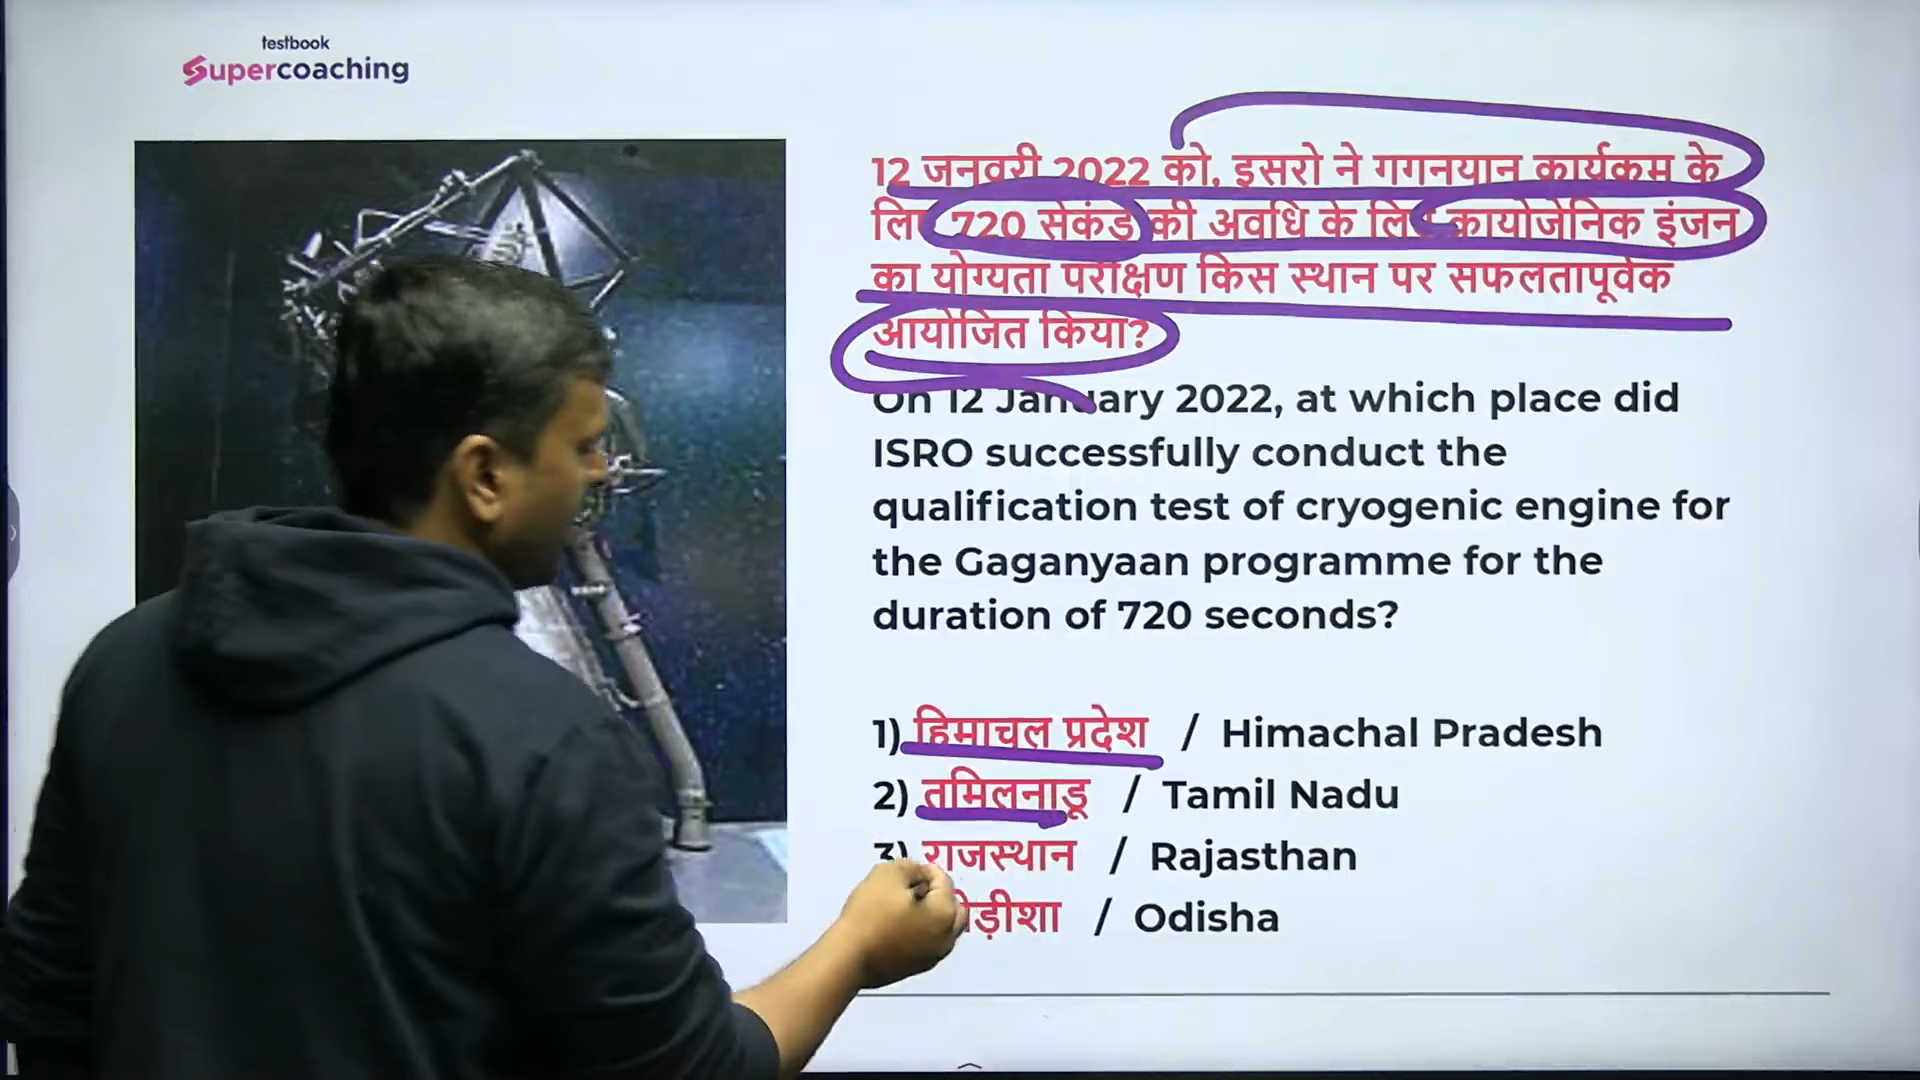 testbook
Supercoaching
12 जनवरी 2022 को, इसरो ने गगनयान कार्यकम के
लिए 720 सेकंड की अवधि के लिए क्रायोजेनिक इंजन
का योग्यता परीक्षण किस स्थान पर सफलतापूर्वक
आयोजित किया?
On 12 January 2022, at which place did
ISRO successfully conduct the
qualification test of cryogenic engine for
the Gaganyaan programme for the
duration of 720 seconds?
1) हिमाचल प्रदेश / Himachal Pradesh
2) तमिलनाडू / Tamil Nadu
3) राजस्थान / Rajasthan
/ Odisha